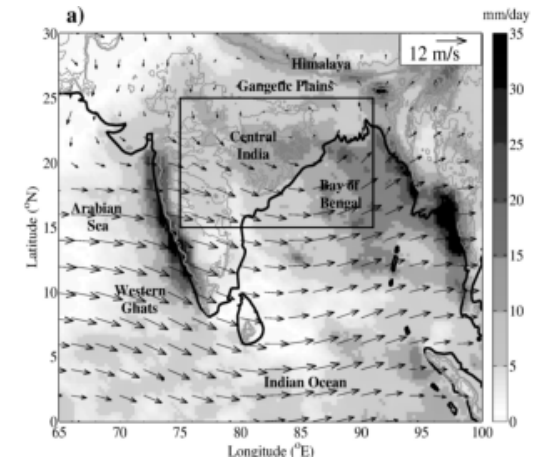 a)
mm/day
12 m/s
Himalaya
Gangetic Plains
Central
India
Bay of
Bengal
Arabian
Sea
Western
Ghats
Indian Ocean
Latitude (°N)
30
25
20
15
10
5
0
65 70 75 80 85 90 95 100
Longitude (°E)
35
30
20
15
10
5
0